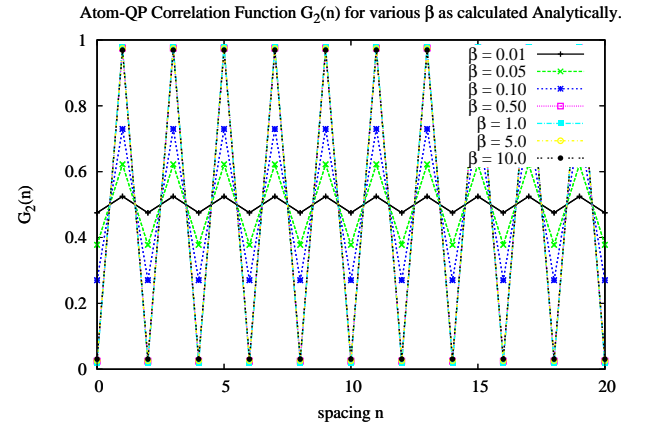 Atom-QP Correlation Function G₂(n) for various β as calculated Analytically.
G₂(n)
1
0.8
0.6
0.4
0.2
0
β = 0.01
β = 0.05
β = 0.10
β = 0.50
β = 1.0
β = 5.0
β = 10.0
0 5 10 15 20
spacing n